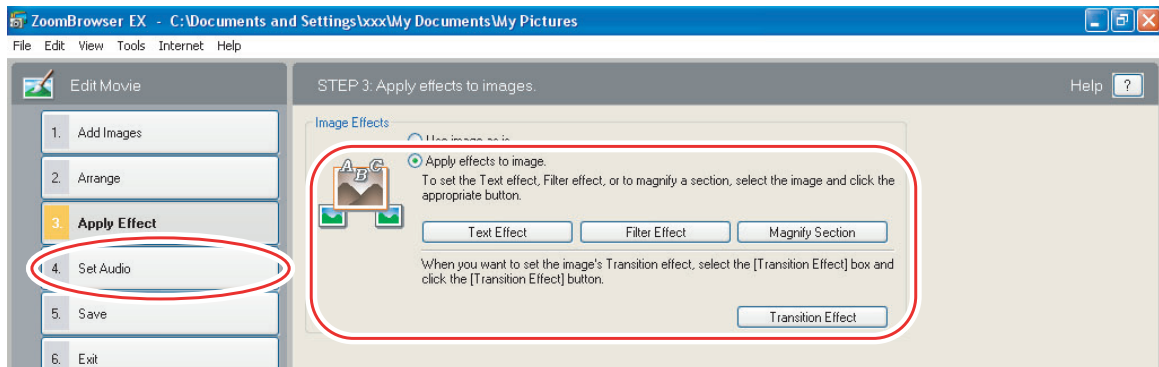 ZoomBrowser EX - C:\Documents and Settings\xxx\My Documents\My Pictures
File Edit View Tools Internet Help
Edit Movie
STEP 3: Apply effects to images.
Help ?
1. Add Images
2. Arrange
3. Apply Effect
4. Set Audio
5. Save
6. Exit
Image Effects
Use image as is
A B C
Apply effects to image.
To set the Text effect, Filter effect, or to magnify a section, select the image and click the
appropriate button.
Text Effect Filter Effect Magnify Section
When you want to set the image's Transition effect, select the [Transition Effect] box and
click the [Transition Effect] button.
Transition Effect